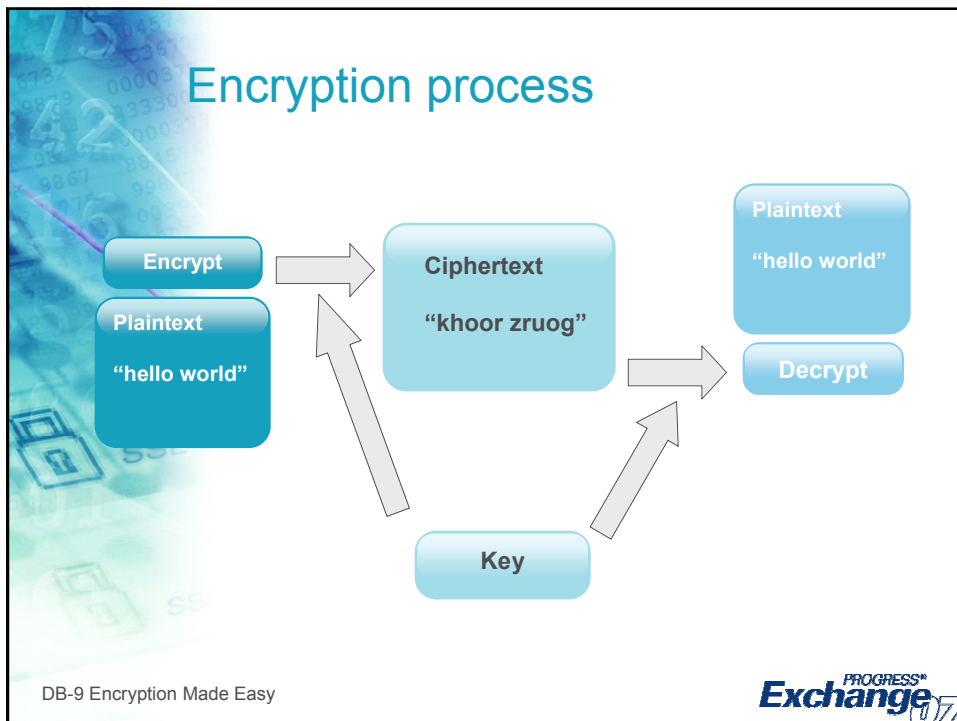 Encryption process
Encrypt
Plaintext
“hello world”
Ciphertext
“khoor zruog”
Plaintext
“hello world”
Decrypt
Key
DB-9 Encryption Made Easy
PROGRESS
Exchange 07